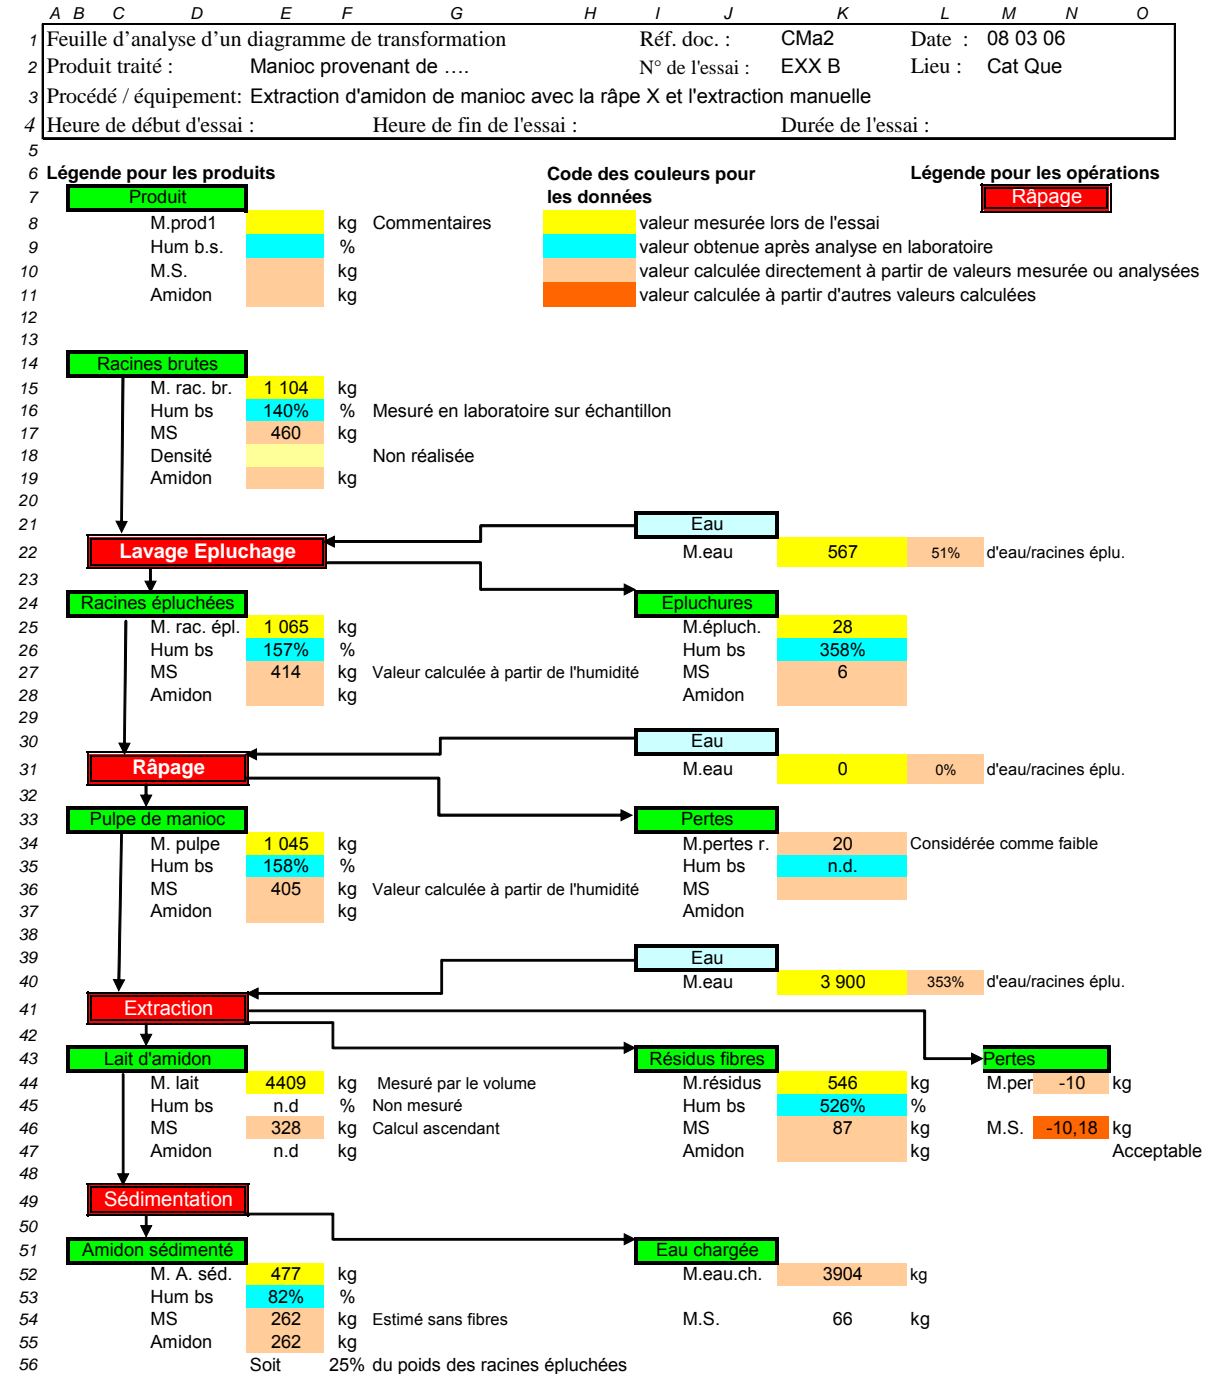 A B C D E F G H I J K L M N O
1 Feuille d'analyse d'un diagramme de transformation Réf. doc. : CMa2 Date : 08 03 06
2 Produit traité : Manioc provenant de .... N° de l'essai : EXX B Lieu : Cat Que
3 Procédé / équipement: Extraction d'amidon de manioc avec la râpe X et l'extraction manuelle
4 Heure de début d'essai : Heure de fin de l'essai : Durée de l'essai :
5
6 Légende pour les produits Code des couleurs pour Légende pour les opérations
7 Produit les données Râpage
8 M.prod1 kg Commentaires valeur mesurée lors de l'essai
9 Hum b.s. % valeur obtenue après analyse en laboratoire
10 M.S. kg valeur calculée directement à partir de valeurs mesurée ou analysées
11 Amidon kg valeur calculée à partir d'autres valeurs calculées
12
13
14 Racines brutes
15 M. rac. br. 1 104 kg
16 Hum bs 140% % Mesuré en laboratoire sur échantillon
17 MS 460 kg
18 Densité Non réalisée
19 Amidon kg
20
21 Eau
22 Lavage Epluchage M.eau 567 51% d'eau/racines éplu.
23
24 Racines épluchées Epluchures
25 M. rac. épl. 1 065 kg M.épluch. 28
26 Hum bs 157% % Hum bs 358%
27 MS 414 kg Valeur calculée à partir de l'humidité MS 6
28 Amidon kg Amidon
29
30 Eau
31 Râpage M.eau 0 0% d'eau/racines éplu.
32
33 Pulpe de manioc Pertes
34 M. pulpe 1 045 kg M.pertes r. 20 Considérée comme faible
35 Hum bs 158% % Hum bs n.d.
36 MS 405 kg Valeur calculée à partir de l'humidité MS
37 Amidon kg Amidon
38
39 Eau
40 M.eau 3 900 353% d'eau/racines éplu.
41 Extraction
42
43 Lait d'amidon Résidus fibres Pertes
44 M. lait 4409 kg Mesuré par le volume M.résidus 546 kg M.per -10 kg
45 Hum bs n.d % Non mesuré Hum bs 526% %
46 MS 328 kg Calcul ascendant MS 87 kg M.S. -10,18 kg
47 Amidon n.d kg Amidon kg Acceptable
48
49 Sédimentation
50
51 Amidon sédimenté Eau chargée
52 M. A. séd. 477 kg M.eau.ch. 3904 kg
53 Hum bs 82% %
54 MS 262 kg Estimé sans fibres M.S. 66 kg
55 Amidon 262 kg
56 Soit 25% du poids des racines épluchées